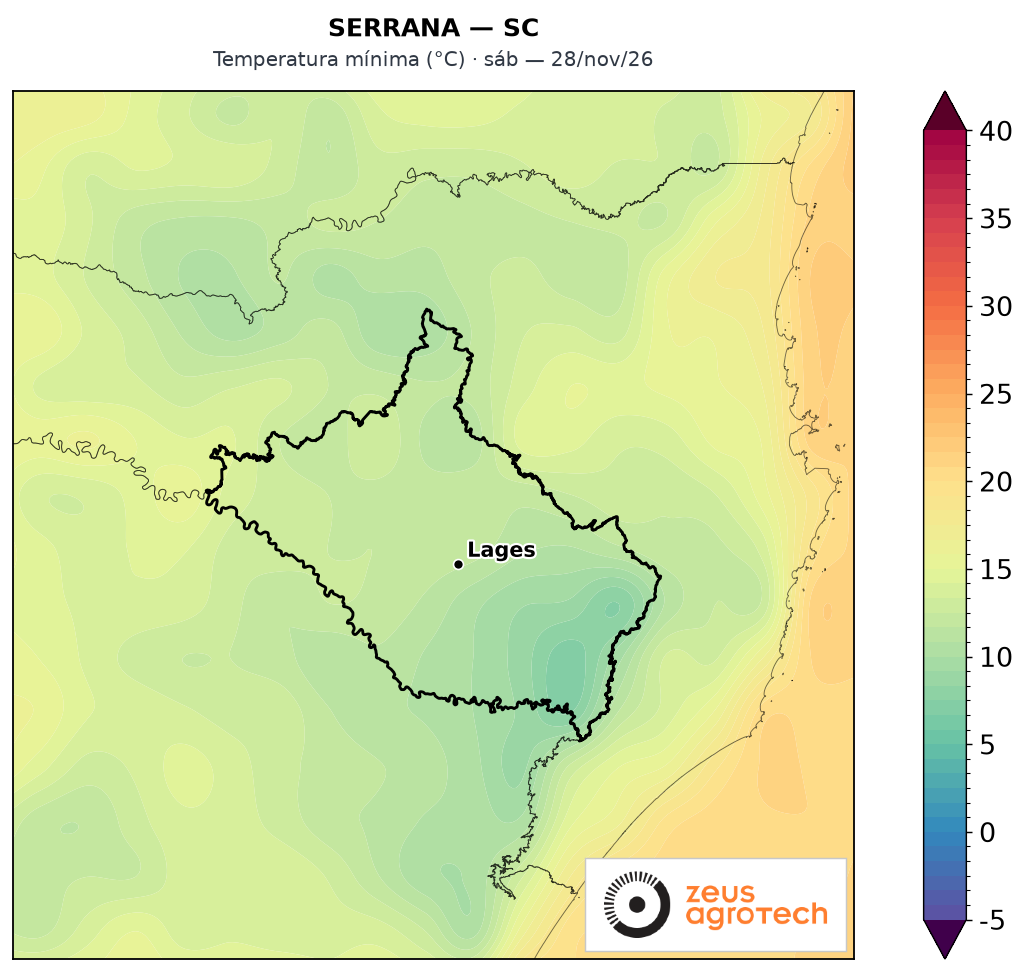 SERRANA — SC
Temperatura mínima (°C) · sáb — 28/nov/26
40
35
30
25
20
15
10
5
0
-5
Lages
zeus
agrotech